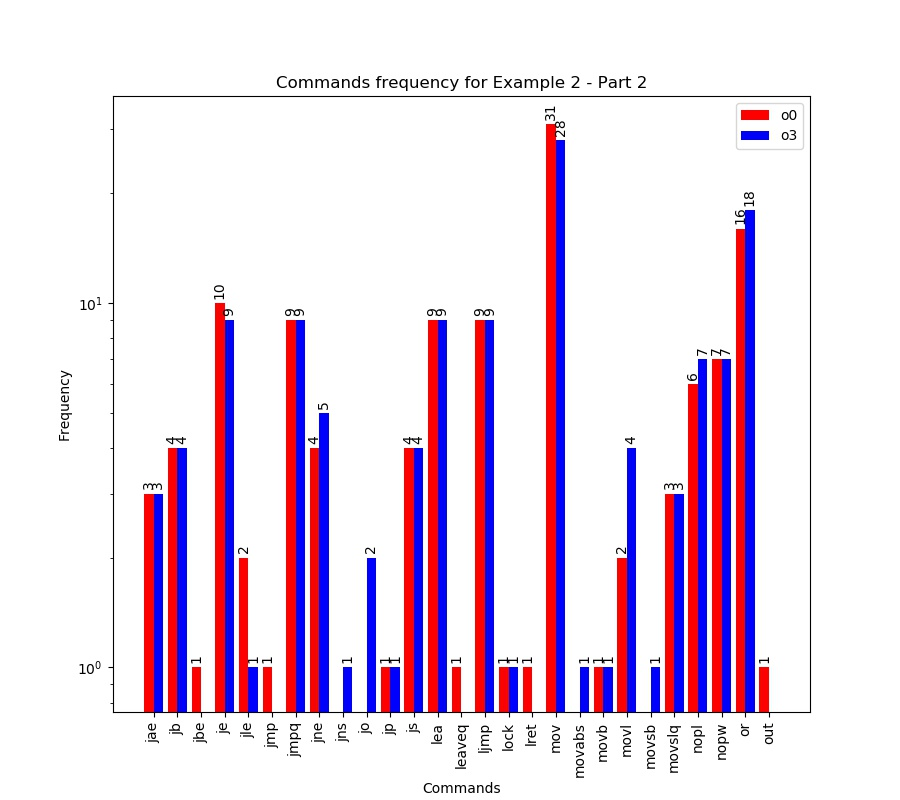 Commands frequency for Example 2 - Part 2
o0
o3
31
28
18
16
10
9
9 9
9 9
9 9
7
7 7
6
5
4 4
4
4 4
4
3 3
3 3
2
2
2
1
1
1
1
1 1
1
1 1
1
1
1 1
1
1
10¹
10⁰
Frequency
jae
jb
jbe
je
jle
jmp
jmpq
jne
jns
jo
jp
js
lea
leaveq
ljmp
lock
lret
mov
movabs
movb
movl
movsb
movslq
nopl
nopw
or
out
Commands